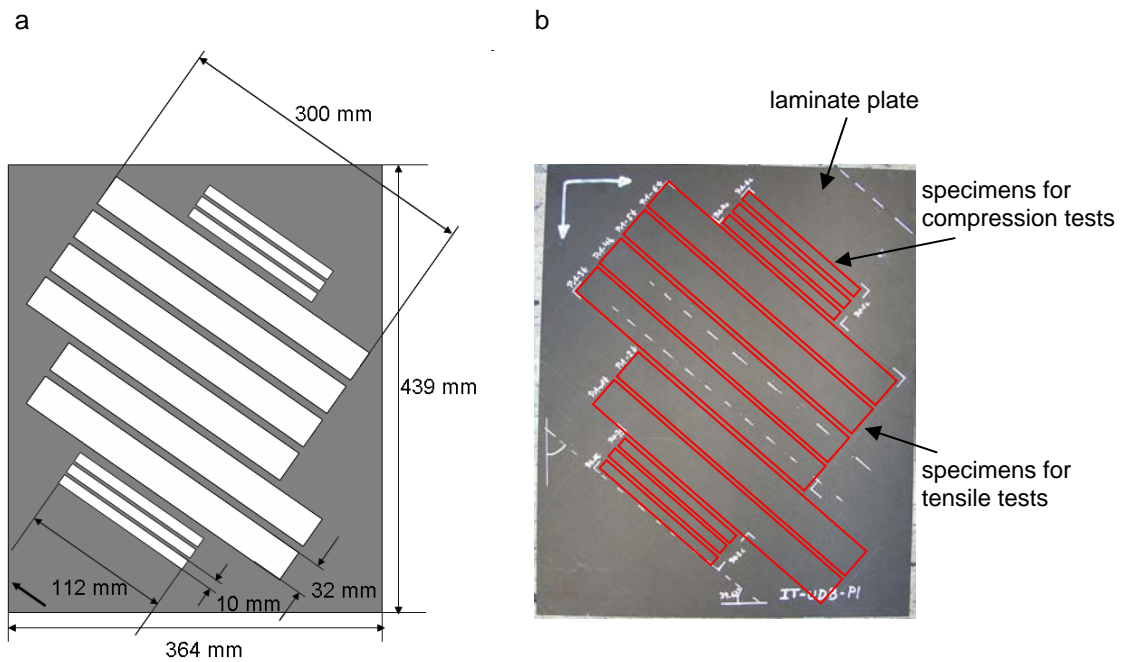 a
b
300 mm
439 mm
112 mm
10 mm
32 mm
364 mm
laminate plate
specimens for
compression tests
specimens for
tensile tests
IT-UDB-P1